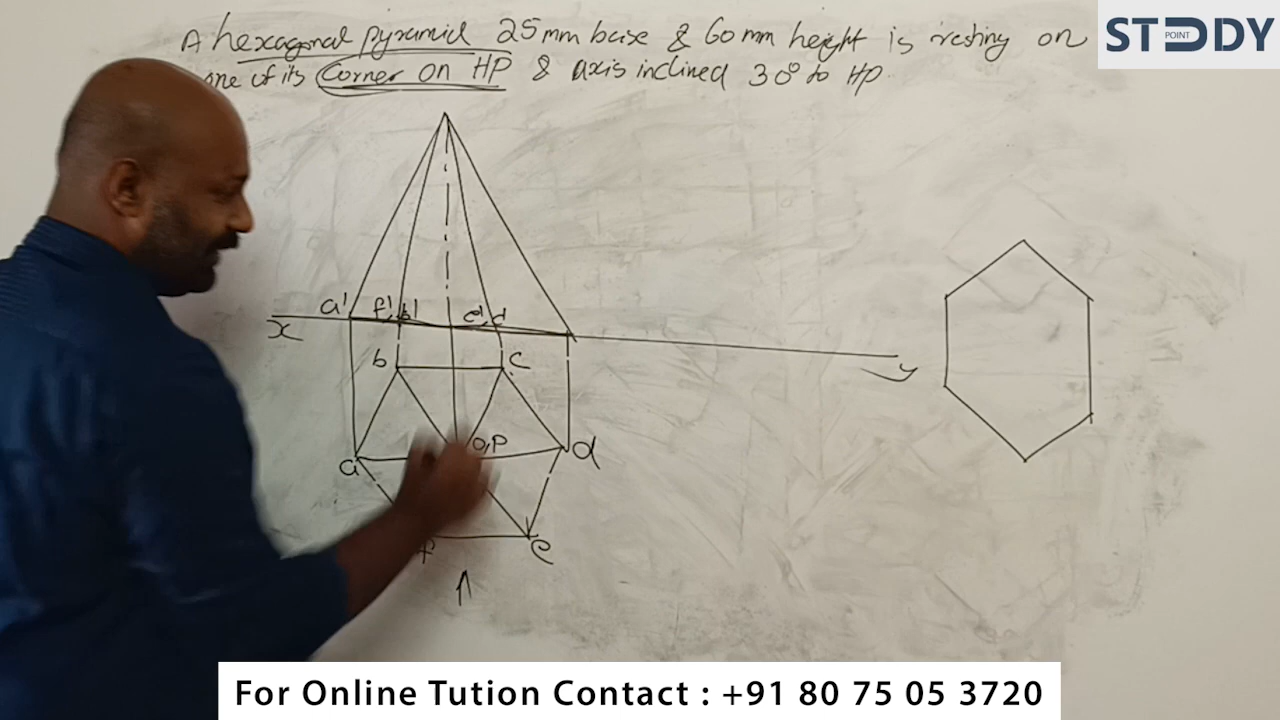 A hexagonal pyramid 25mm base & 60mm height is resting on
one of its Corner on HP & axis inclined 30° to HP
STUDY
POINT
a' f',b' c',d
x
y
b c
a o,p d
f e
For Online Tution Contact : +91 80 75 05 3720